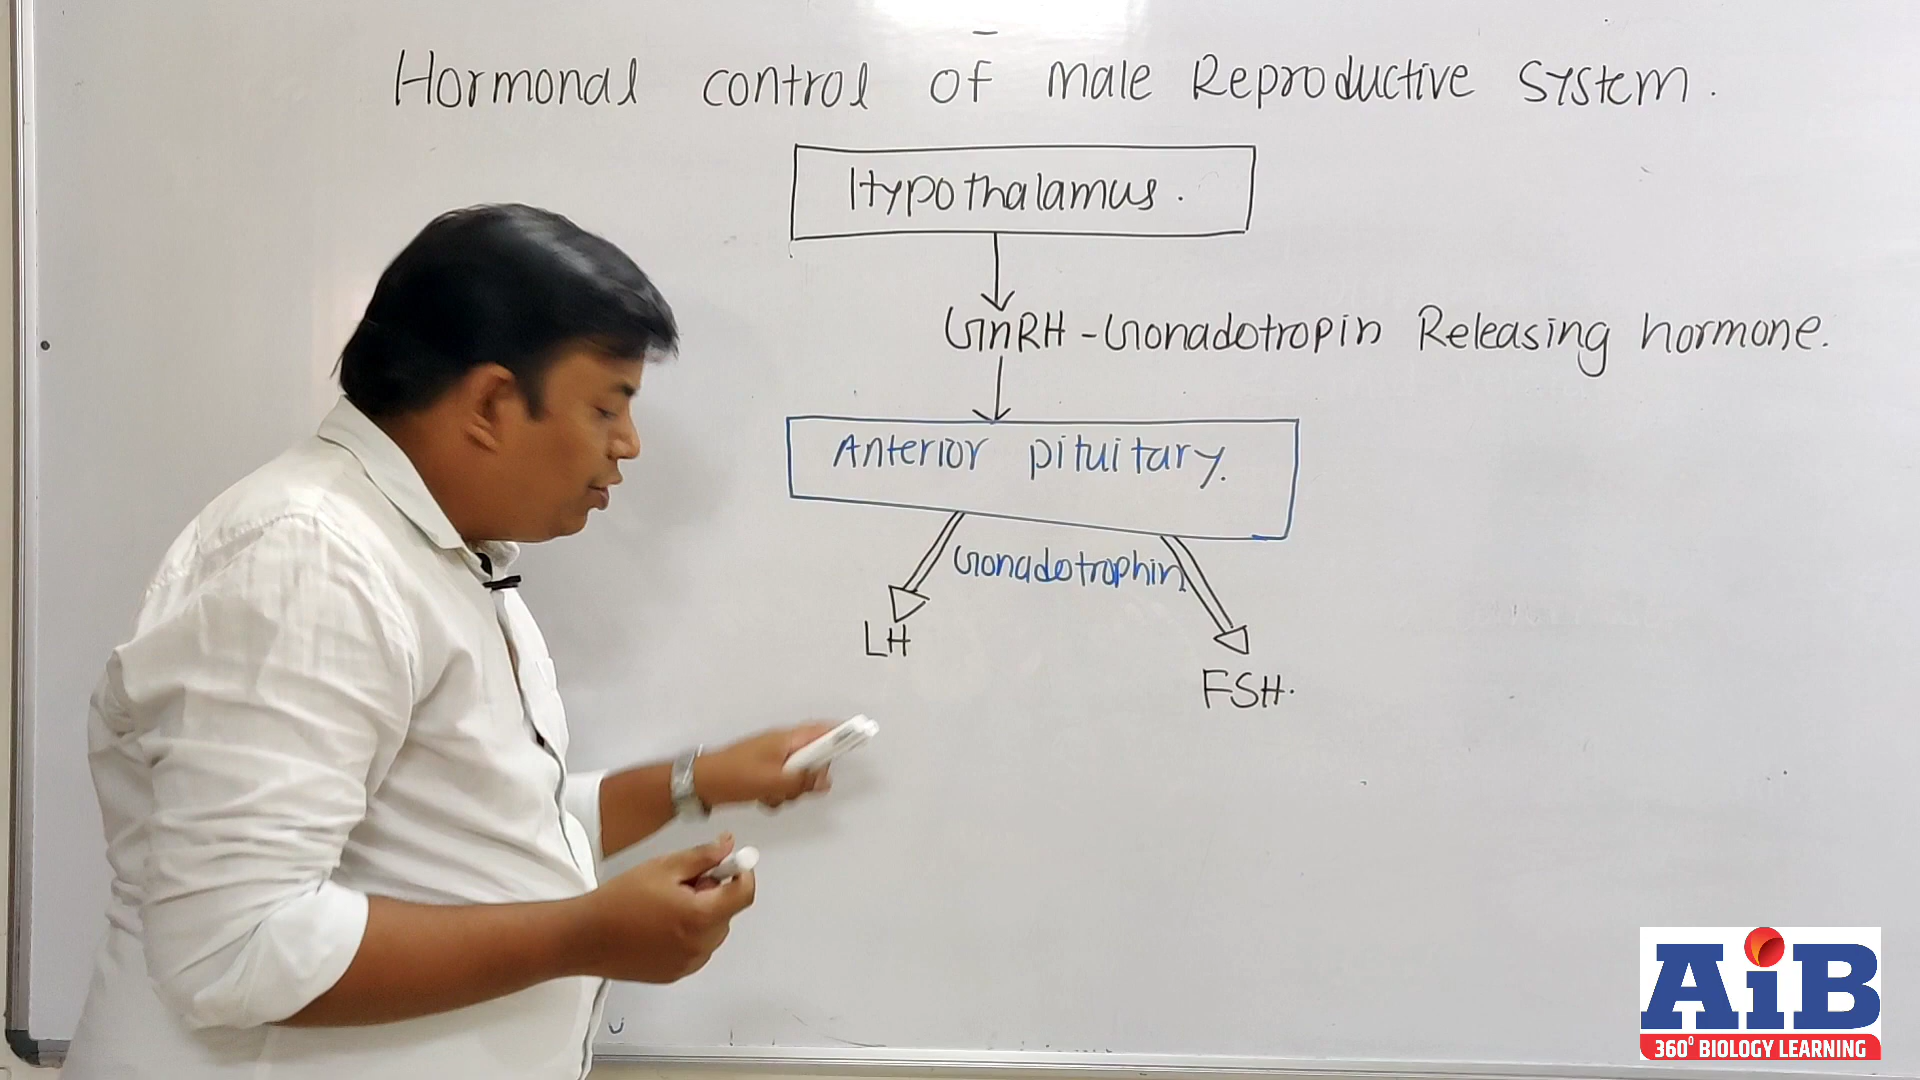 Hormonal control of male Reproductive System.
Hypothalamus.
GnRH - Gonadotropin Releasing hormone.
Anterior pituitary.
Gonadotrophin
LH
FSH.
AiB
360° BIOLOGY LEARNING